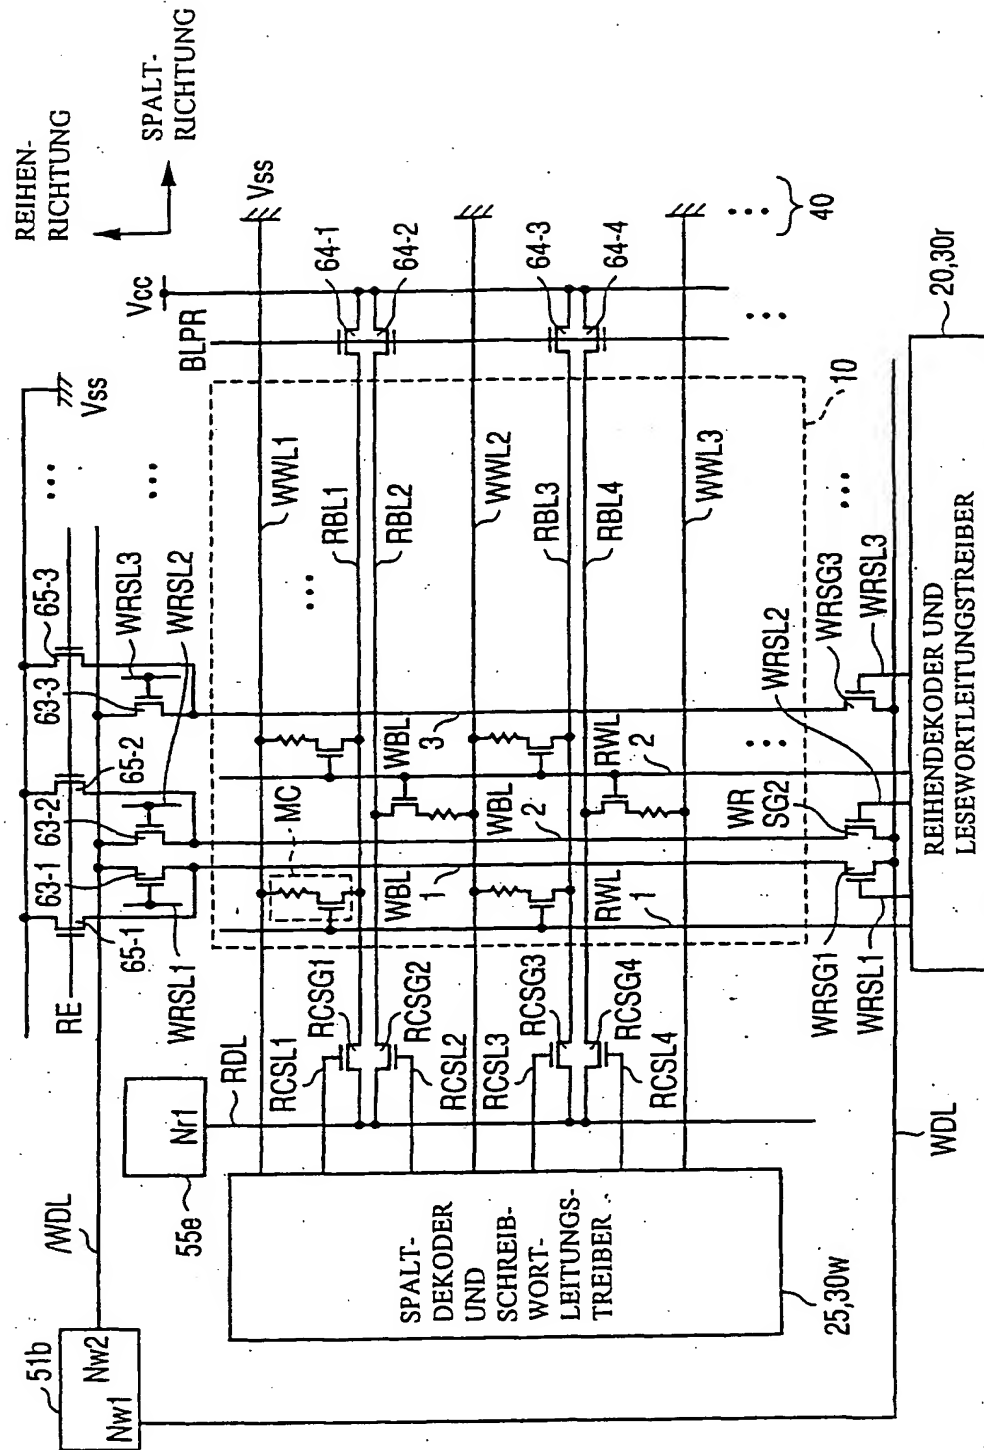 REIHEN-
RICHTUNG
SPALT-
RICHTUNG
Vss
40
Vcc
BLPR
64-1
64-2
64-3
64-4
20,30r
Vss
10
WWL1
RBL1
RBL2
WWL2
RBL3
RBL4
WWL3
65-3
63-3
WRSL3
WRSL2
65-2
63-2
63-1
65-1
WRSL1
RE
WBL
3
MC
WBL
2
RWL
2
WBL
1
RWL
1
WRSL2
WRSG3
WRSL3
WR
SG2
WRSG1
WRSL1
REIHENDEKODER UND
LESEWORTLEITUNGSTREIBER
RDL
RCSL1
RCSG1
RCSG2
RCSL2
RCSL3
RCSG3
RCSG4
RCSL4
WDL
Nr1
55e
/WDL
SPALT-
DEKODER
UND
SCHREIB-
WORT-
LEITUNGS-
TREIBER
25,30w
51b
Nw2
Nw1